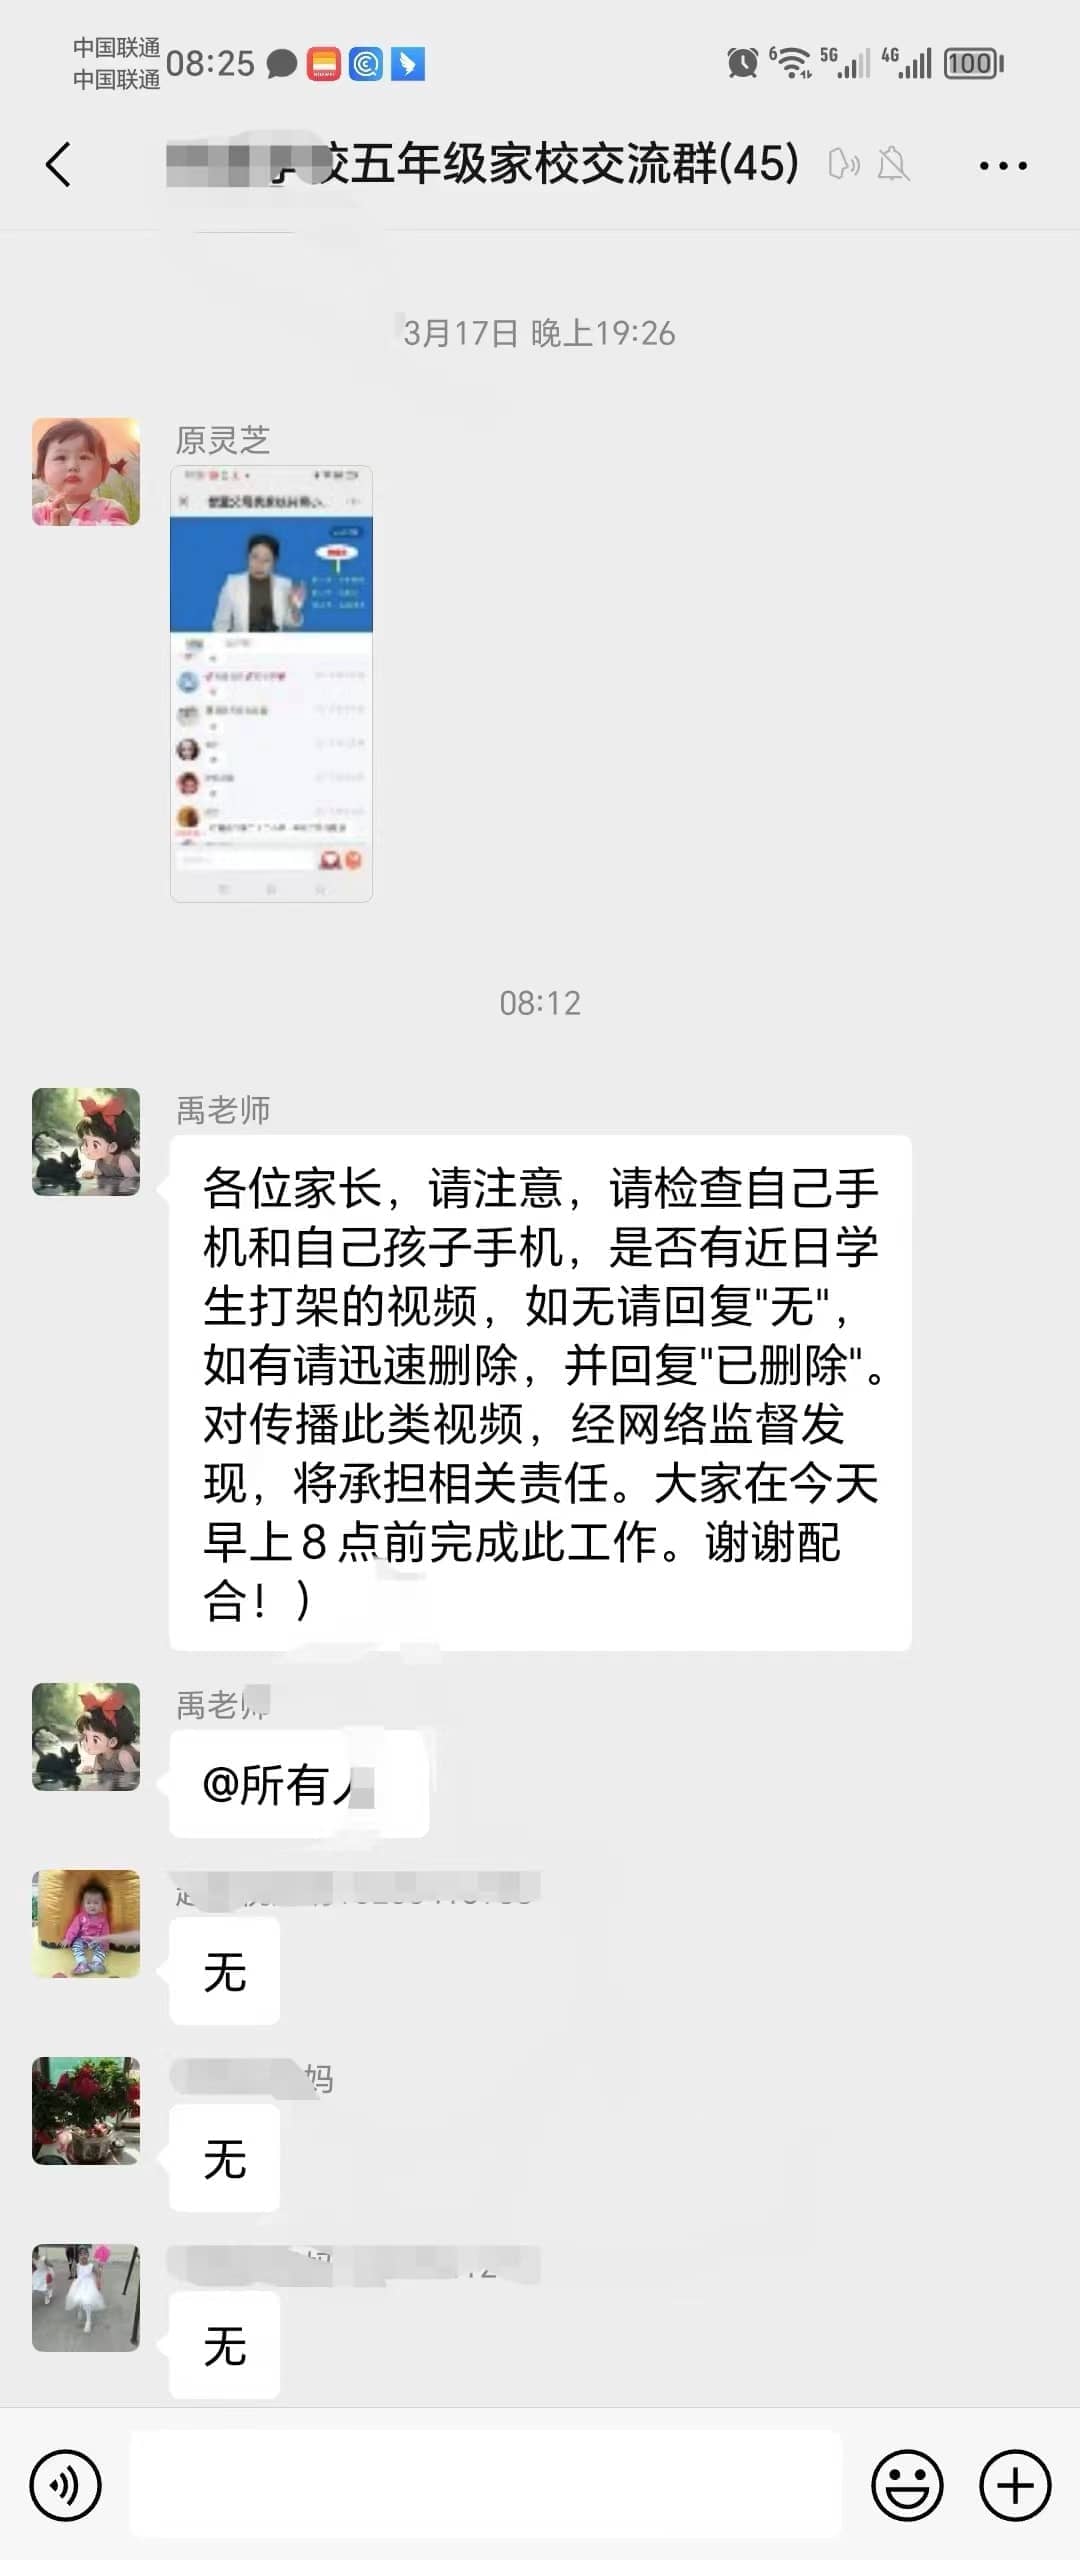 中国联通
中国联通
08:25
6
5G
4G
100
校五年级家校交流群(45)
3月17日 晚上19:26
原灵芝
08:12
禹老师
各位家长，请注意，请检查自己手
机和自己孩子手机，是否有近日学
生打架的视频，如无请回复"无"，
如有请迅速删除，并回复"已删除"。
对传播此类视频，经网络监督发
现，将承担相关责任。大家在今天
早上8点前完成此工作。谢谢配
合！)
禹老师
@所有人
无
妈
无
无